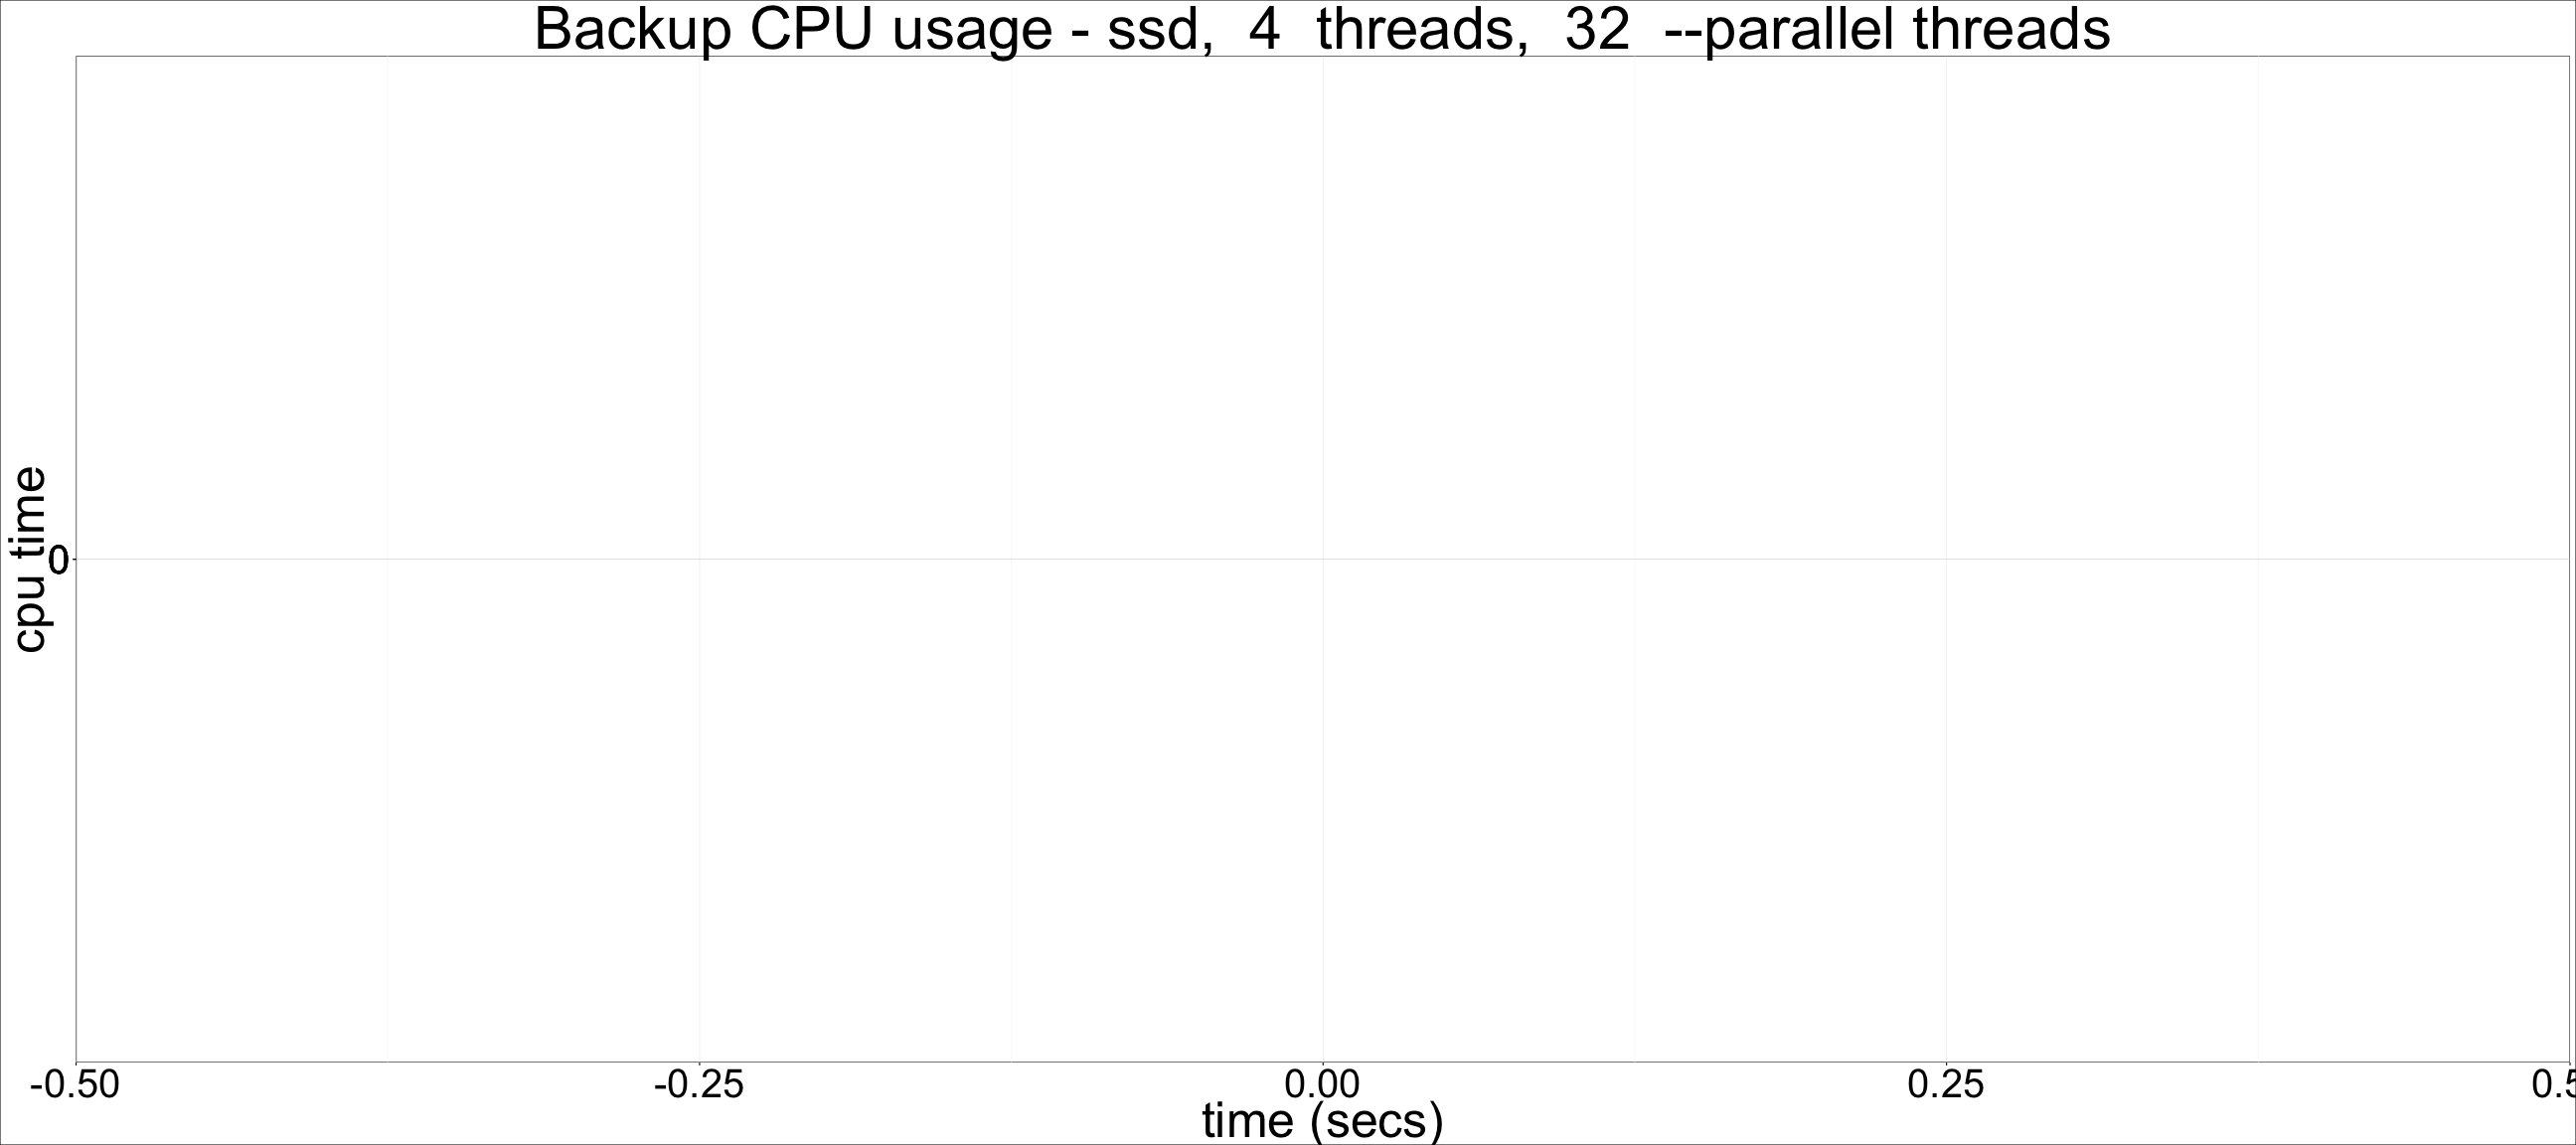 Backup CPU usage - ssd,  4  threads,  32  --parallel threads
cpu time
0
-0.50 -0.25 0.00 0.25 0.5
time (secs)